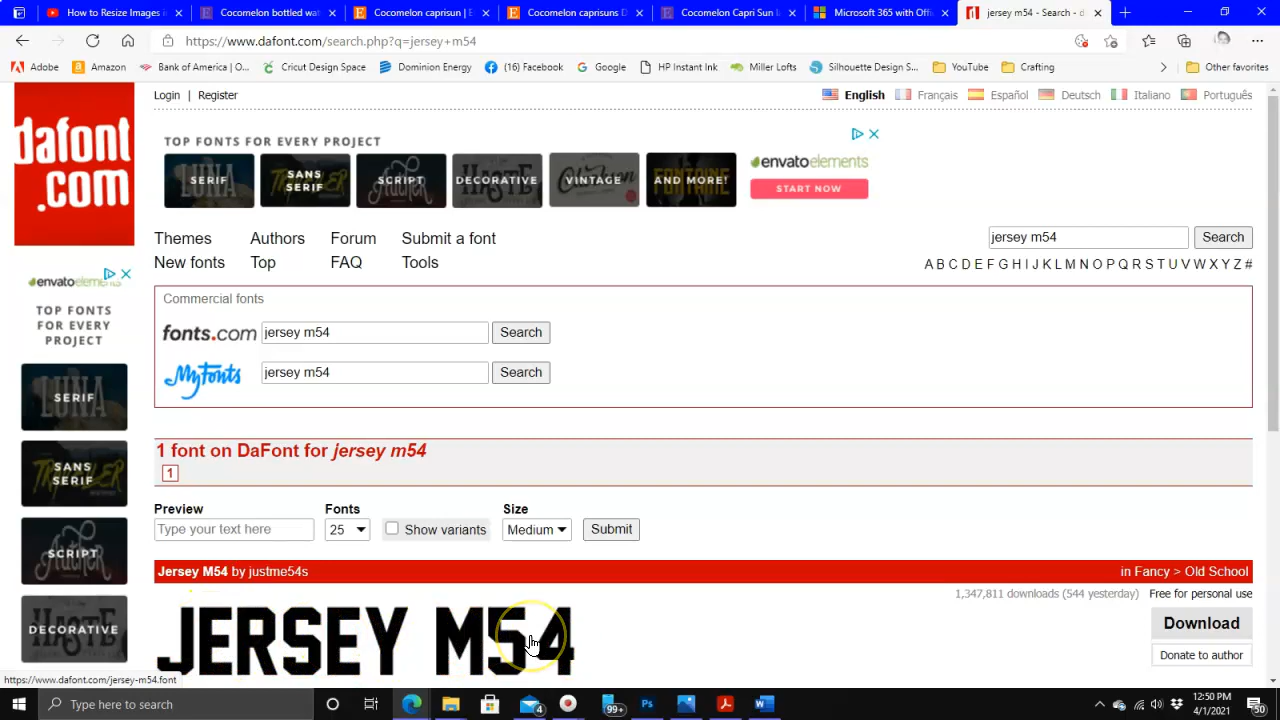 How to Resize Images in
Cocomelon bottled wat
Cocomelon caprisun | E
Cocomelon caprisuns D
Cocomelon Capri Sun l
Microsoft 365 with Offi
jersey m54 - Search - d
https://www.dafont.com/search.php?q=jersey+m54
Adobe
Amazon
Bank of America | O...
Cricut Design Space
Dominion Energy
(16) Facebook
Google
HP Instant Ink
Miller Lofts
Silhouette Design S...
YouTube
Crafting
Other favorites
dafont
.com
Login | Register
English
Français
Español
Deutsch
Italiano
Português
TOP FONTS FOR EVERY PROJECT
SERIF
SANS
SERIF
SCRIPT
DECORATIVE
VINTAGE
AND MORE!
envatoelements
START NOW
Themes
Authors
Forum
Submit a font
New fonts
Top
FAQ
Tools
jersey m54
Search
A B C D E F G H I J K L M N O P Q R S T U V W X Y Z #
envatoelements
TOP FONTS
FOR EVERY
PROJECT
SERIF
SANS
SERIF
SCRIPT
DECORATIVE
Commercial fonts
fonts.com
jersey m54
Search
MyFonts
jersey m54
Search
1 font on DaFont for jersey m54
1
Preview
Fonts
Size
Type your text here
25
Show variants
Medium
Submit
Jersey M54 by justme54s
in Fancy > Old School
1,347,811 downloads (544 yesterday)
Free for personal use
JERSEY M54
Download
Donate to author
https://www.dafont.com/jersey-m54.font
Type here to search
4
99+
12:50 PM
4/1/2021
50